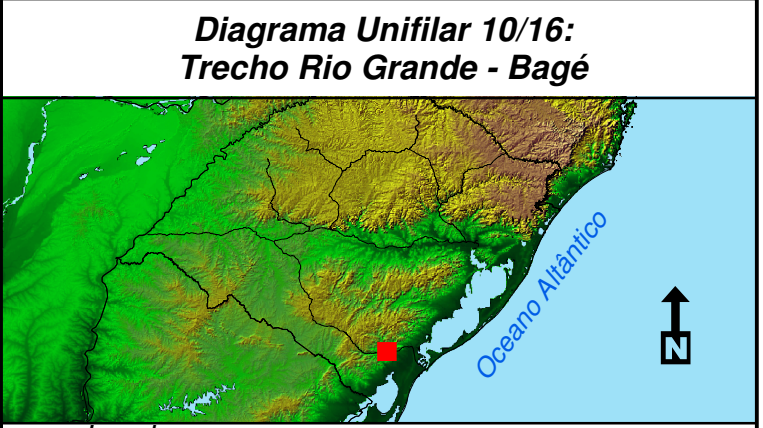 Diagrama Unifilar 10/16:
Trecho Rio Grande - Bagé
Oceano Altântico
N